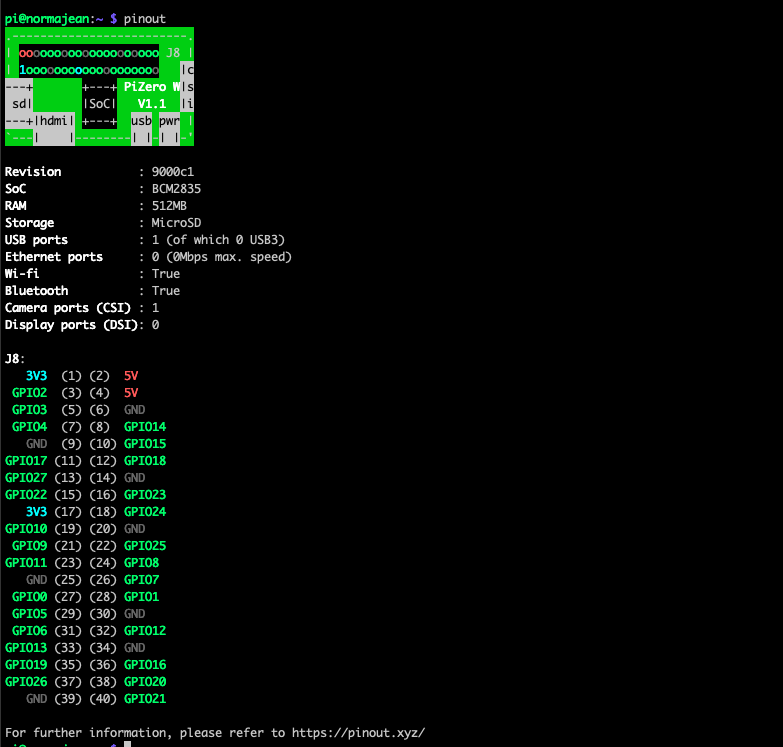 pi@normajean:~ $ pinout
.--------------------------.
| oooooooooooooooooooo J8 |
| 1ooooooooooooooooooo   |c
---+       +---+ PiZero W|s
 sd|       |SoC|   V1.1  |i
---+|hdmi| +---+  usb pwr |
`---|    |--------| |-| |-'
Revision           : 9000c1
SoC                : BCM2835
RAM                : 512MB
Storage            : MicroSD
USB ports          : 1 (of which 0 USB3)
Ethernet ports     : 0 (0Mbps max. speed)
Wi-fi              : True
Bluetooth          : True
Camera ports (CSI) : 1
Display ports (DSI): 0
J8:
   3V3  (1) (2)  5V
 GPIO2  (3) (4)  5V
 GPIO3  (5) (6)  GND
 GPIO4  (7) (8)  GPIO14
   GND  (9) (10) GPIO15
GPIO17 (11) (12) GPIO18
GPIO27 (13) (14) GND
GPIO22 (15) (16) GPIO23
   3V3 (17) (18) GPIO24
GPIO10 (19) (20) GND
 GPIO9 (21) (22) GPIO25
GPIO11 (23) (24) GPIO8
   GND (25) (26) GPIO7
 GPIO0 (27) (28) GPIO1
 GPIO5 (29) (30) GND
 GPIO6 (31) (32) GPIO12
GPIO13 (33) (34) GND
GPIO19 (35) (36) GPIO16
GPIO26 (37) (38) GPIO20
   GND (39) (40) GPIO21
For further information, please refer to https://pinout.xyz/
pi@normajean:~ $